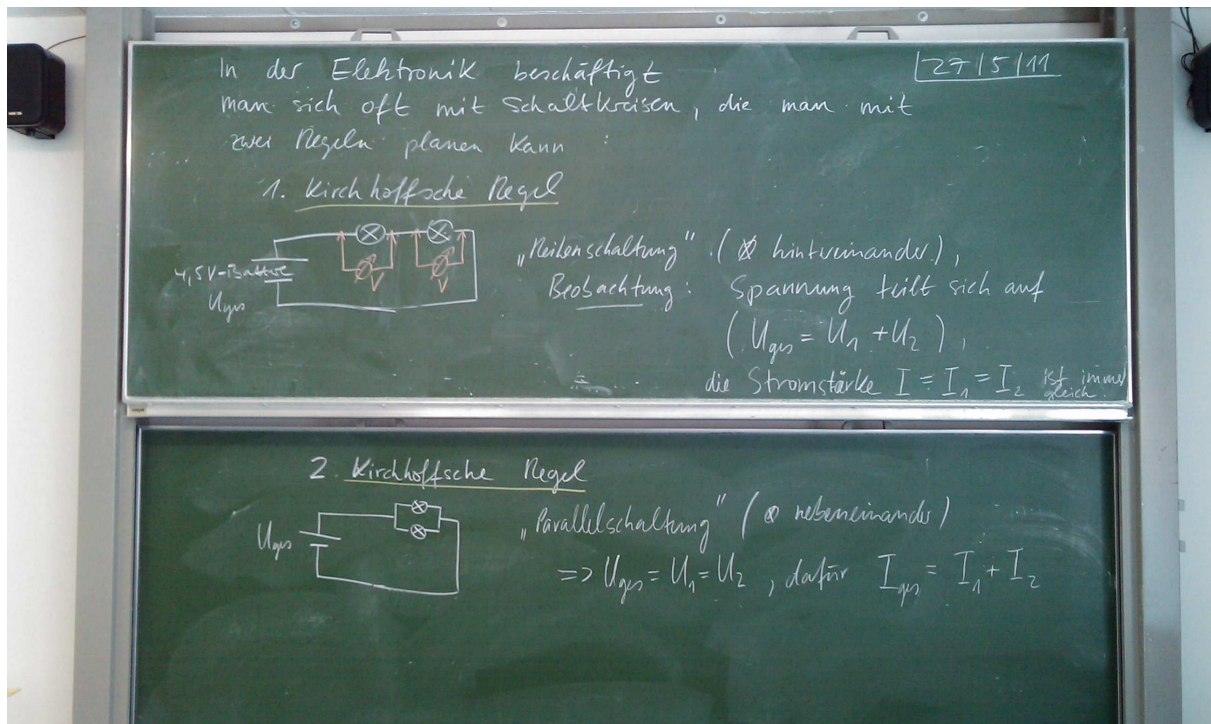 In der Elektronik beschäftigt
27/5/11
man sich oft mit Schaltkreisen, die man mit
zwei Regeln planen kann :
1. Kirchhoffsche Regel
4,5V-Batterie
Uges
V V
„Reihenschaltung“ (⊗ hintereinander),
Beobachtung: Spannung teilt sich auf
(Uges = U1 + U2),
die Stromstärke I = I1 = I2 ist immer
gleich.
2. Kirchhoffsche Regel
Uges
„Parallelschaltung“ (⊗ nebeneinander)
=> Uges = U1 = U2, dafür Iges = I1 + I2